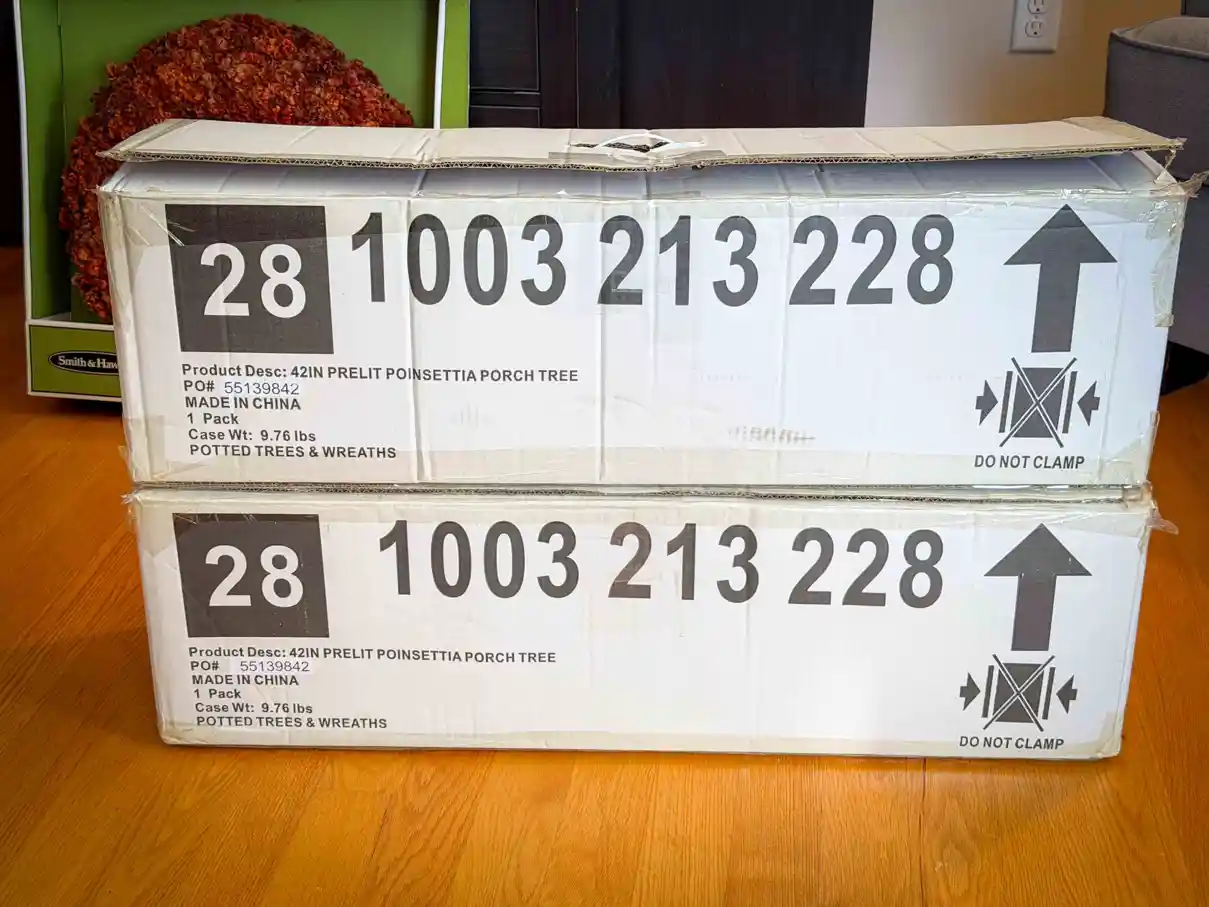 28 1003 213 228
Product Desc: 42IN PRELIT POINSETTIA PORCH TREE
PO# 55139842
MADE IN CHINA
1 Pack
Case Wt: 9.76 lbs
POTTED TREES & WREATHS
DO NOT CLAMP
Smith & Haw
28 1003 213 228
Product Desc: 42IN PRELIT POINSETTIA PORCH TREE
PO# 55139842
MADE IN CHINA
1 Pack
Case Wt: 9.76 lbs
POTTED TREES & WREATHS
DO NOT CLAMP